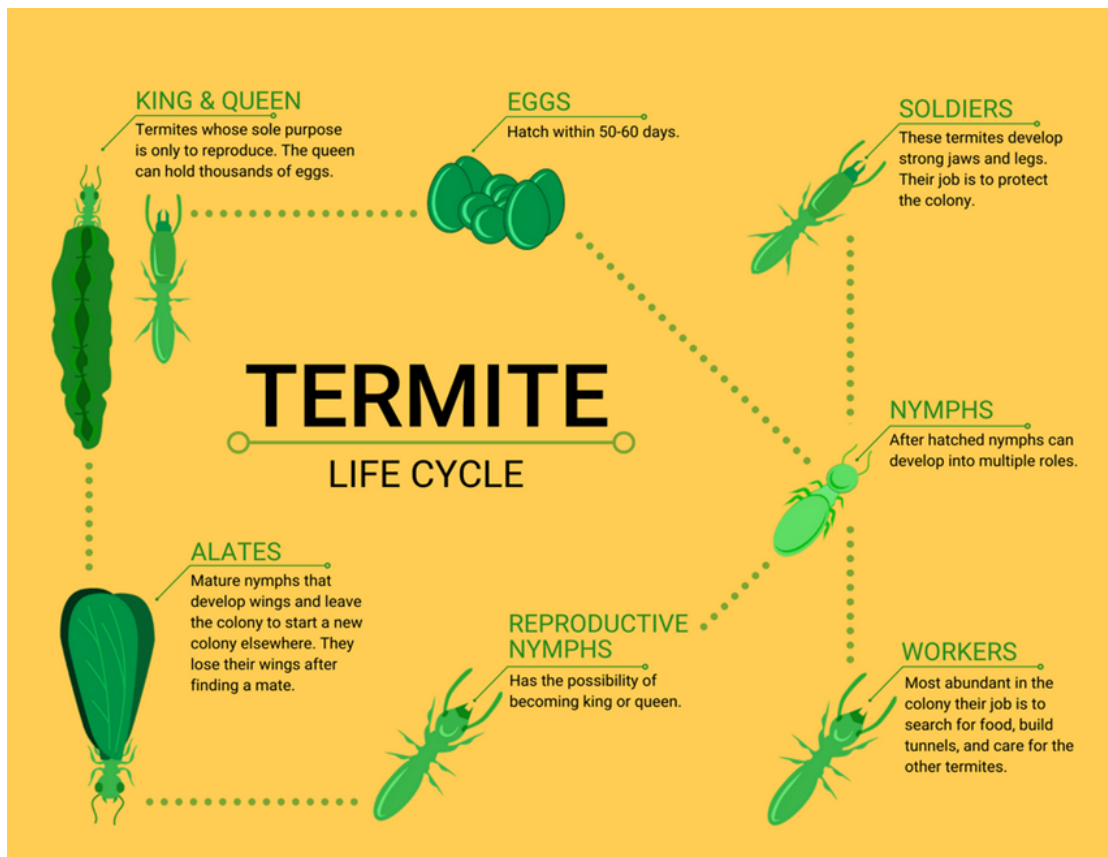 KING & QUEEN
Termites whose sole purpose
is only to reproduce. The queen
can hold thousands of eggs.
EGGS
Hatch within 50-60 days.
SOLDIERS
These termites develop
strong jaws and legs.
Their job is to protect
the colony.
TERMITE
LIFE CYCLE
NYMPHS
After hatched nymphs can
develop into multiple roles.
ALATES
Mature nymphs that
develop wings and leave
the colony to start a new
colony elsewhere. They
lose their wings after
finding a mate.
REPRODUCTIVE
NYMPHS
Has the possibility of
becoming king or queen.
WORKERS
Most abundant in the
colony their job is to
search for food, build
tunnels, and care for the
other termites.